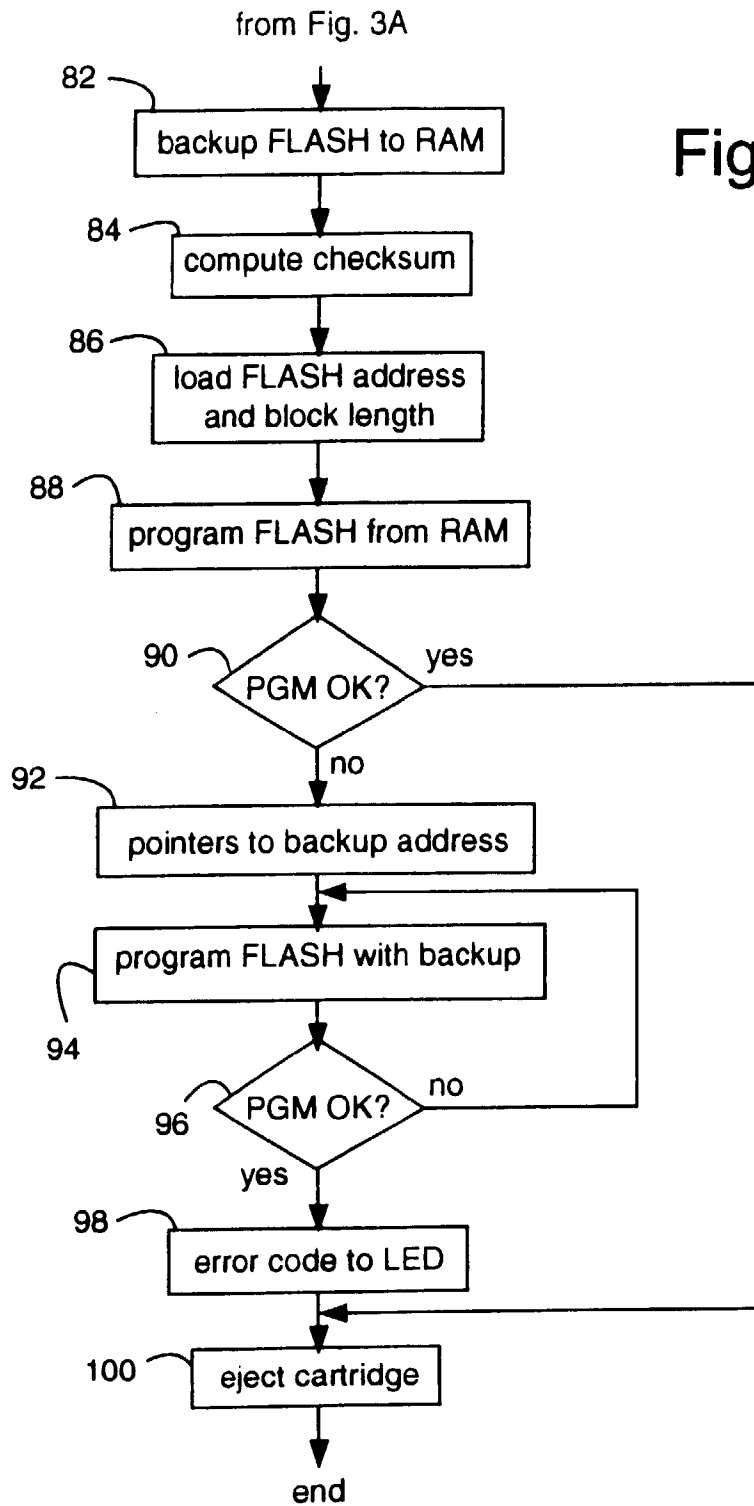 from Fig. 3A
82
backup FLASH to RAM
Fig
84
compute checksum
86
load FLASH address
and block length
88
program FLASH from RAM
90
PGM OK?
yes
no
92
pointers to backup address
program FLASH with backup
94
PGM OK?
no
96
yes
98
error code to LED
100
eject cartridge
end